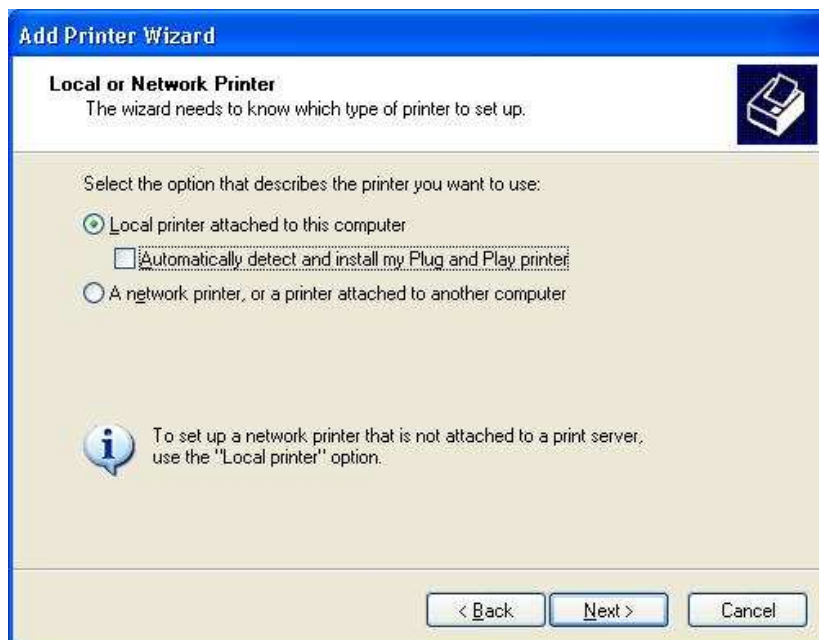 Add Printer Wizard
Local or Network Printer
The wizard needs to know which type of printer to set up.
Select the option that describes the printer you want to use:
Local printer attached to this computer
Automatically detect and install my Plug and Play printer
A network printer, or a printer attached to another computer
To set up a network printer that is not attached to a print server,
use the "Local printer" option.
< Back
Next >
Cancel